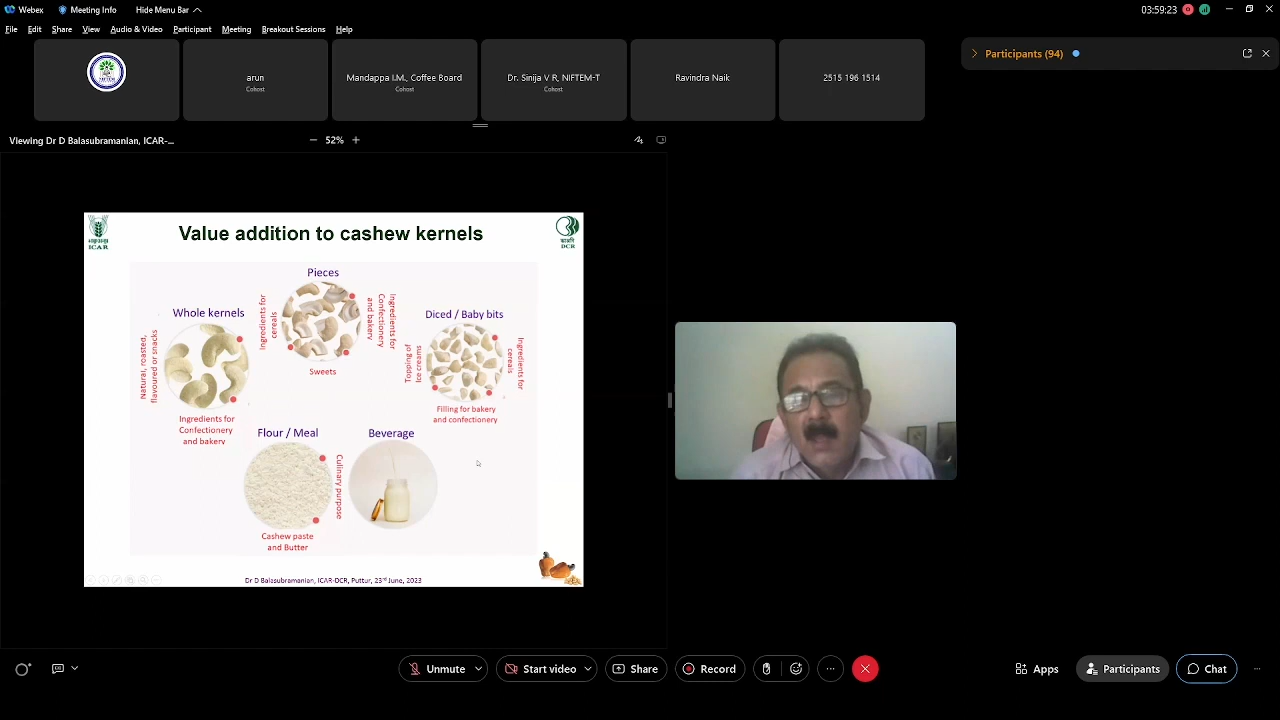 Webex
Meeting Info
Hide Menu Bar
03:59:23
File Edit Share View Audio & Video Participant Meeting Breakout Sessions Help
arun
Cohost
Mandappa I.M., Coffee Board
Cohost
Dr. Sinija V R, NIFTEM-T
Cohost
Ravindra Naik
2515 196 1514
Participants (94)
Viewing Dr D Balasubramanian, ICAR-...
52%
ICAR
DCR
Value addition to cashew kernels
Pieces
Ingredients for
cereals
Ingredients for
Confectionery
and bakery
Sweets
Whole kernels
Natural, roasted,
flavoured or snacks
Ingredients for
Confectionery
and bakery
Diced / Baby bits
Topping of
Ice creams
Ingredients for
cereals
Filling for bakery
and confectionery
Flour / Meal
Culinary purpose
Cashew paste
and Butter
Beverage
Dr D Balasubramanian, ICAR-DCR, Puttur, 23rd June, 2023
Unmute
Start video
Share
Record
Apps
Participants
Chat